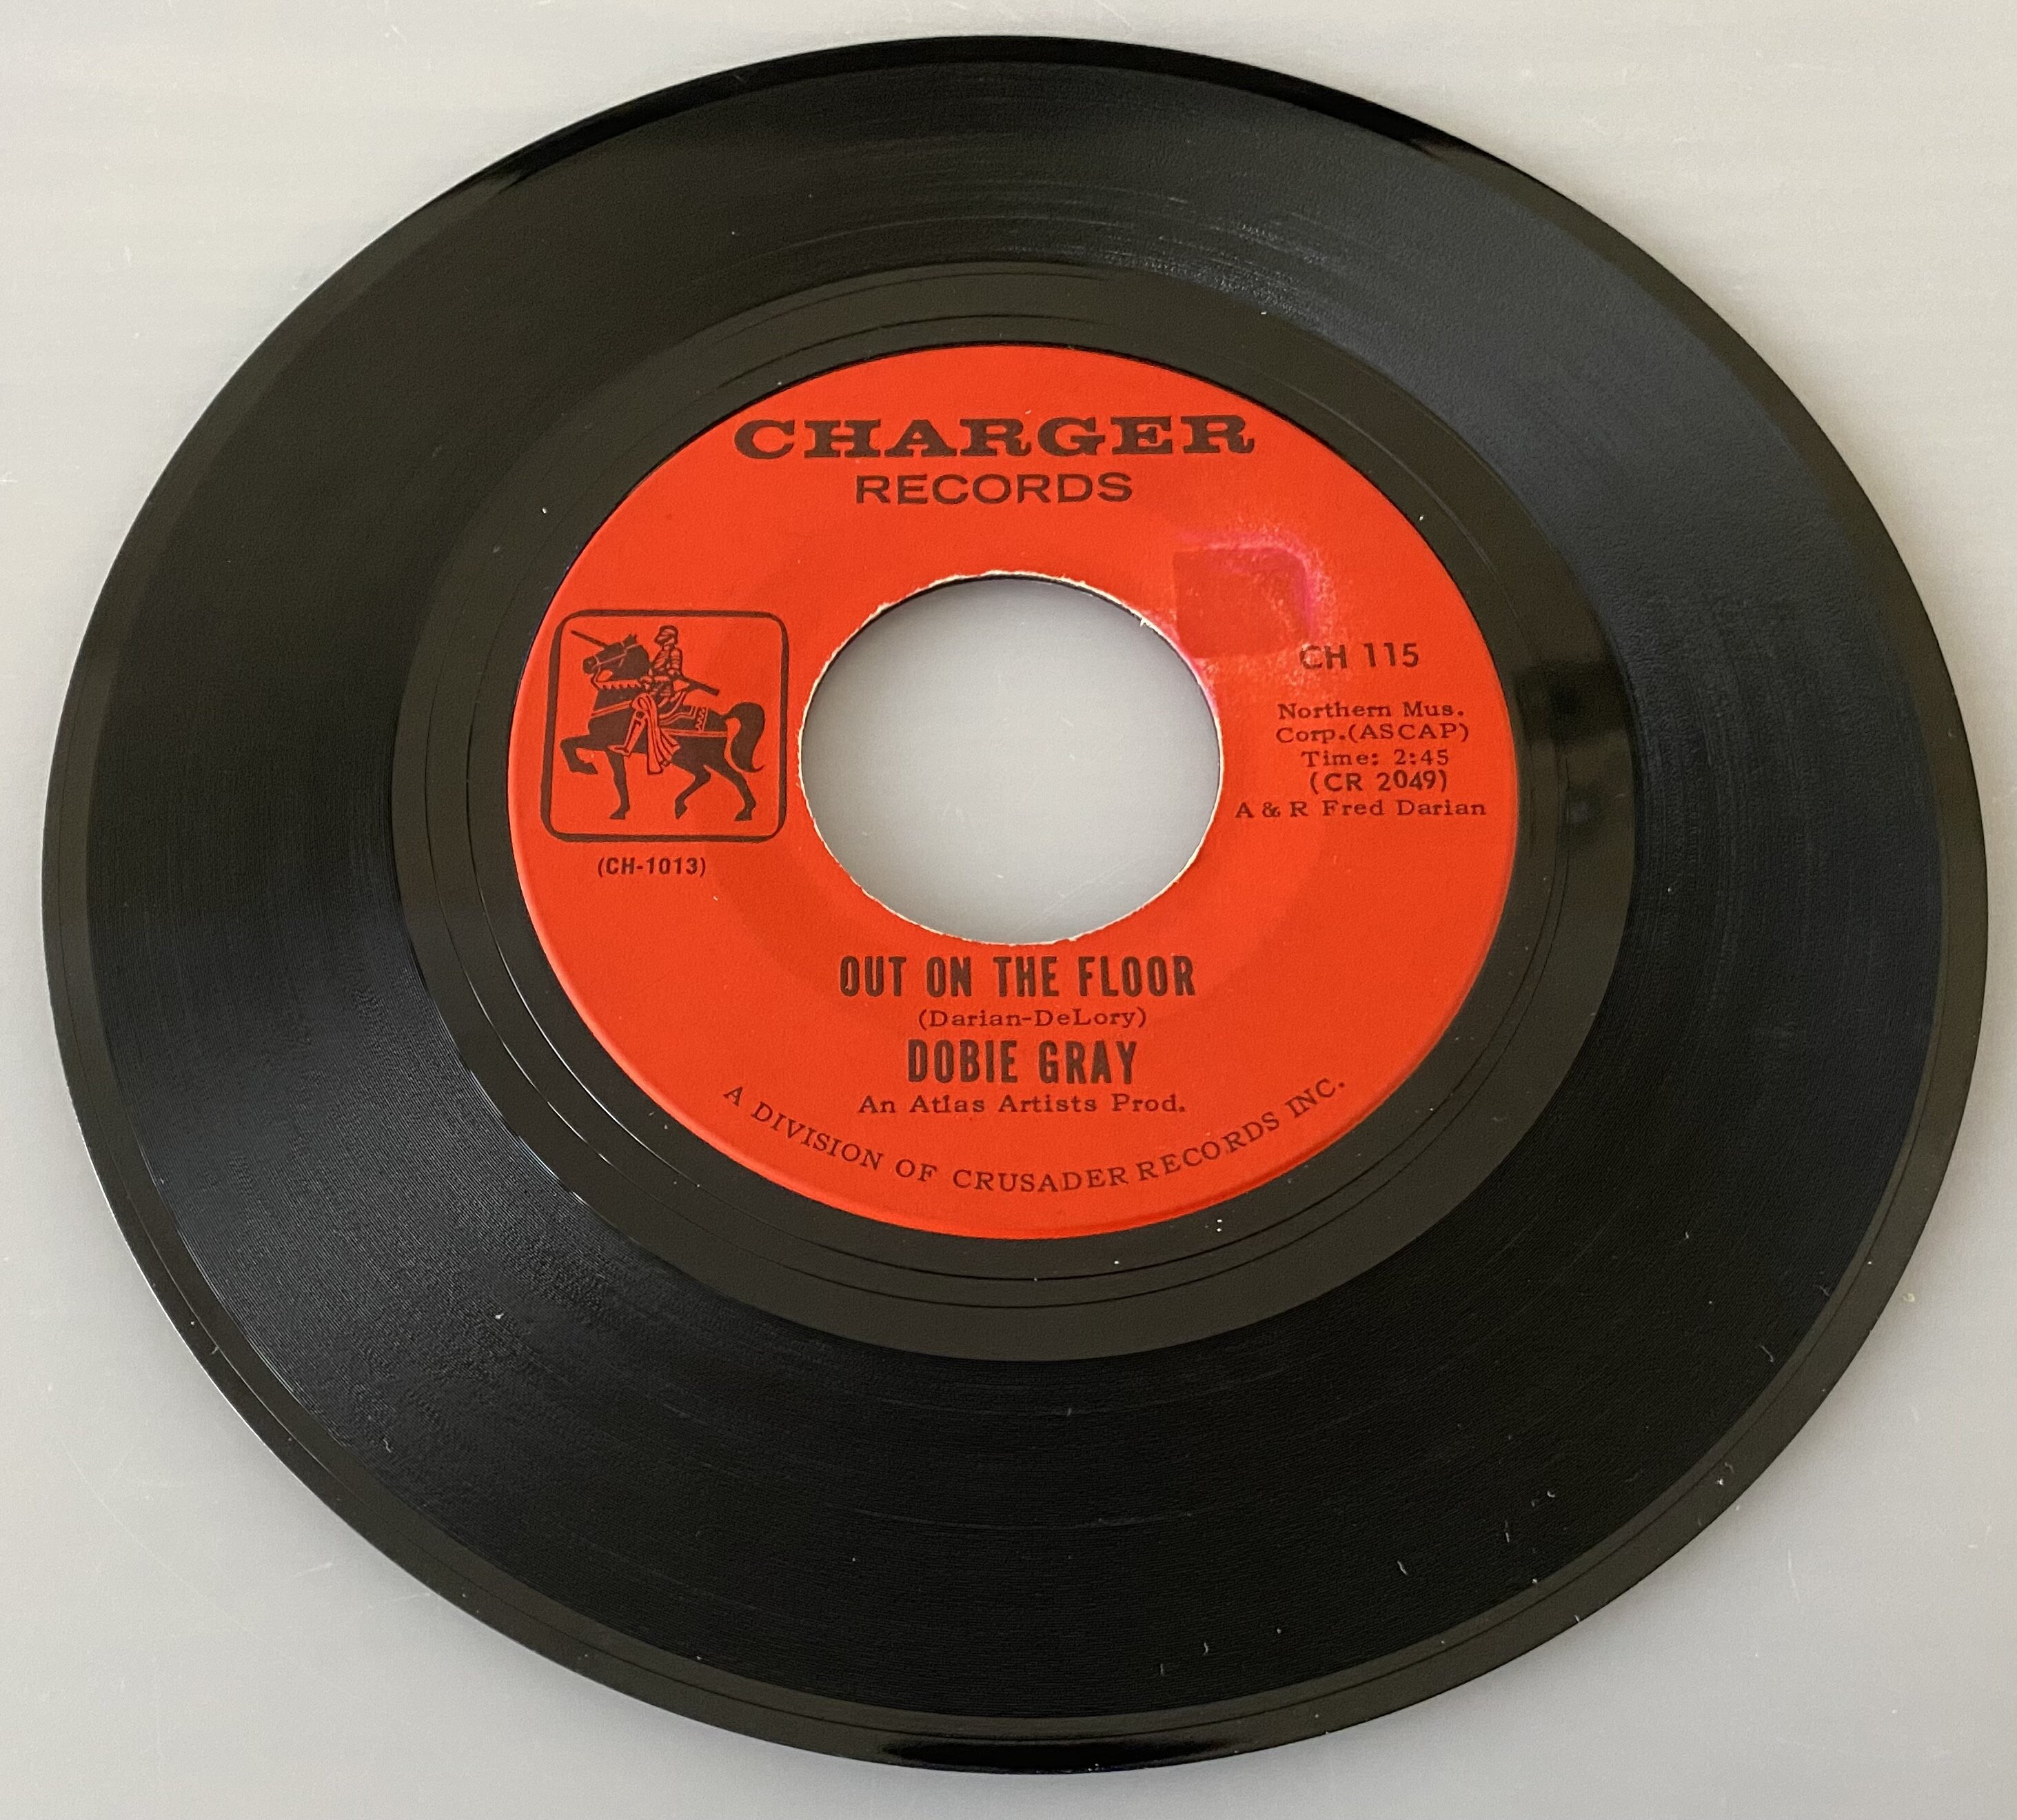 CHARGER
RECORDS
CH 115
Northern Mus.
Corp.(ASCAP)
Time: 2:45
(CR 2049)
A & R Fred Darian
(CH-1013)
OUT ON THE FLOOR
(Darian-DeLory)
DOBIE GRAY
An Atlas Artists Prod.
A DIVISION OF CRUSADER RECORDS INC.